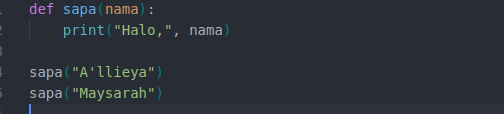 def sapa(nama):
    print("Halo,", nama)

sapa("A'llieya")
sapa("Maysarah")